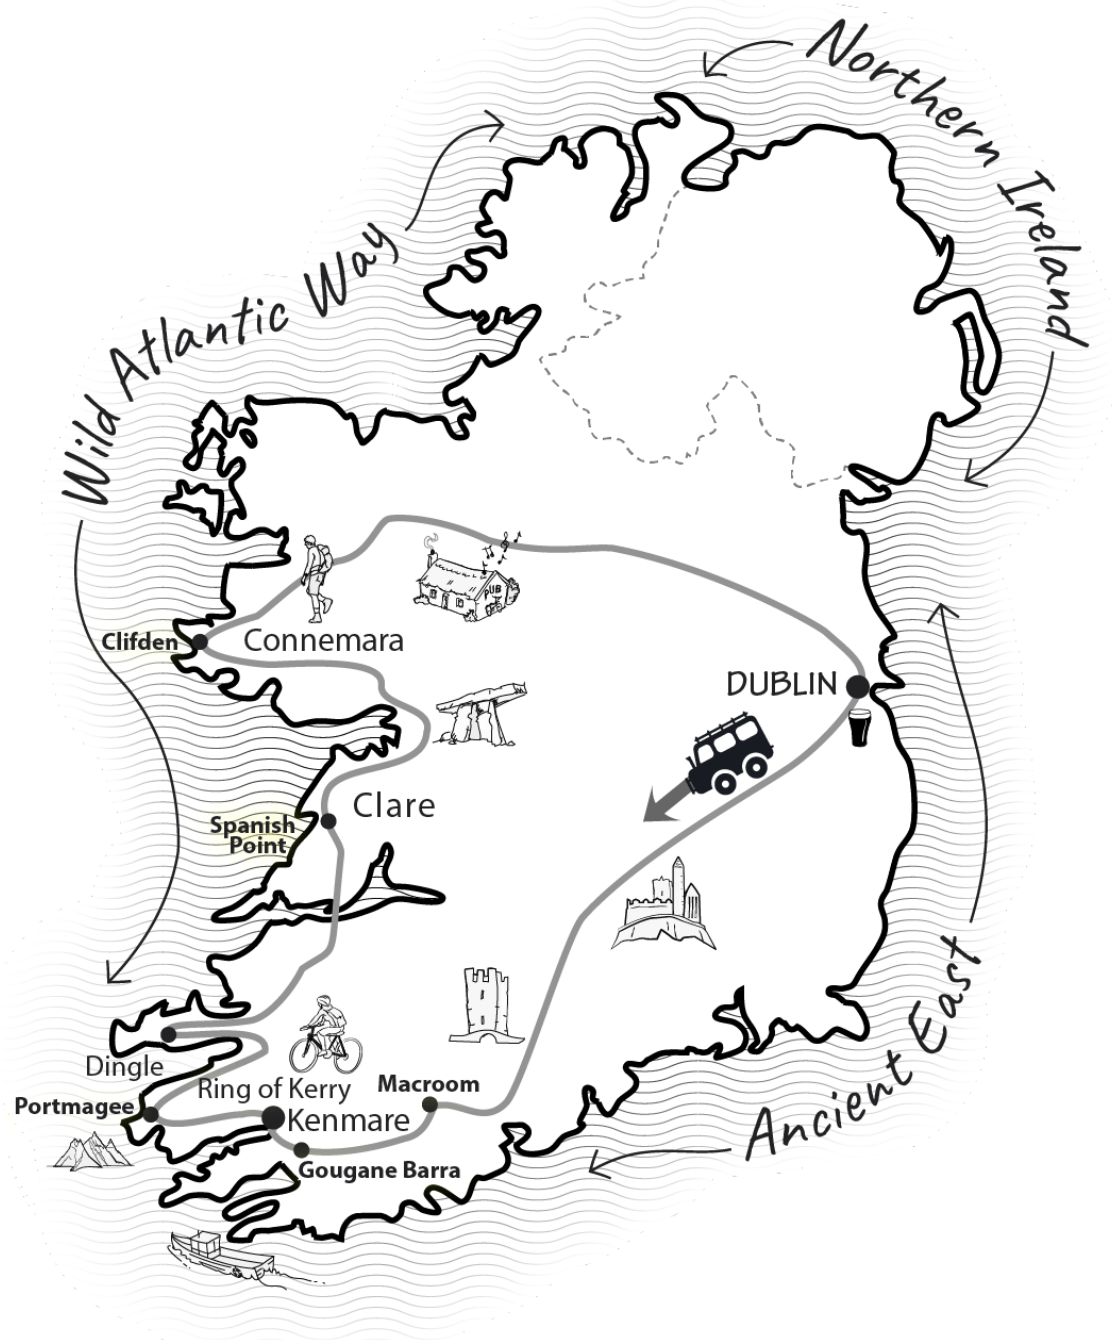 Northern Ireland
Wild Atlantic Way
PUB
Clifden
Connemara
DUBLIN
Clare
Spanish
Point
Ancient East
Dingle
Ring of Kerry
Macroom
Portmagee
Kenmare
Gougane Barra